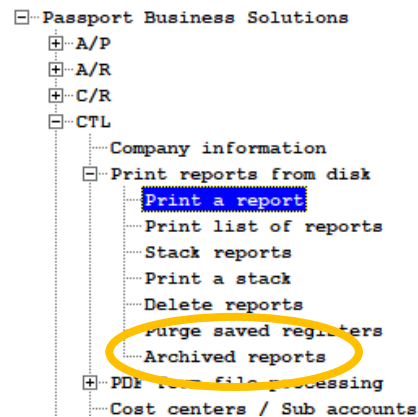 Passport Business Solutions
A/P
A/R
C/R
CTL
Company information
Print reports from disk
Print a report
Print list of reports
Stack reports
Print a stack
Delete reports
Purge saved registers
Archived reports
PDF form file processing
Cost centers / Sub accounts